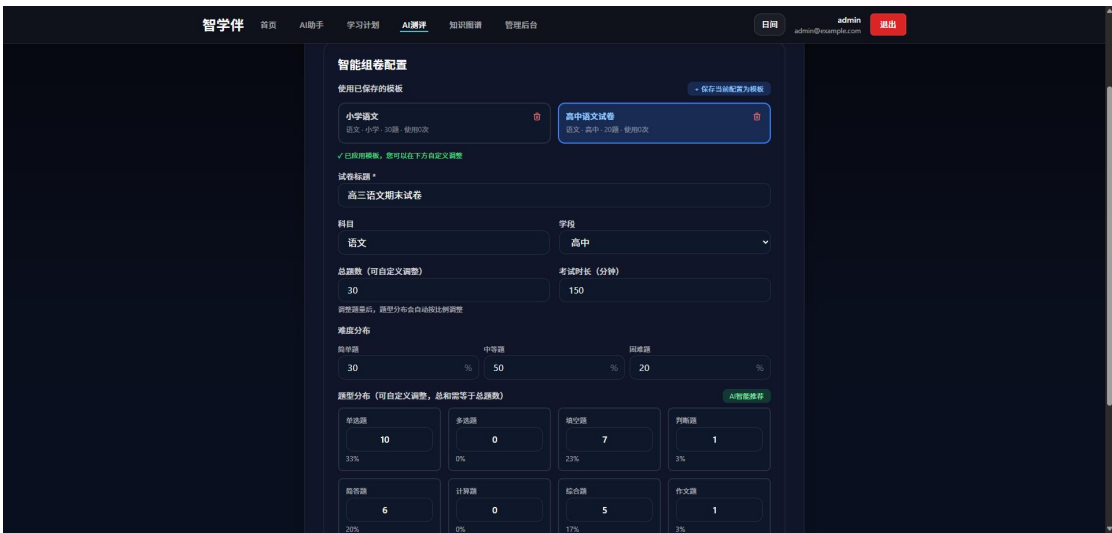 智学伴 首页 AI助手 学习计划 AI测评 知识图谱 管理后台 日间 admin 退出
admin@example.com
智能组卷配置
使用已保存的模板 + 保存当前配置为模板
小学语文 高中语文试卷
语文 · 小学 · 30题 · 使用0次 语文 · 高中 · 20题 · 使用0次
✓ 已应用模板，您可以在下方自定义调整
试卷标题 *
高三语文期末试卷
科目 学段
语文 高中
总题数（可自定义调整） 考试时长（分钟）
30 150
调整题量后，题型分布会自动按比例调整
难度分布
简单题 中等题 困难题
30 % 50 % 20 %
题型分布（可自定义调整，总和需等于总题数） AI智能推荐
单选题 多选题 填空题 判断题
10 0 7 1
33% 0% 23% 3%
简答题 计算题 综合题 作文题
6 0 5 1
20% 0% 17% 3%